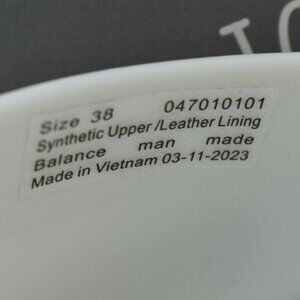 Size 38 047010101
Synthetic Upper /Leather Lining
Balance man made
Made in Vietnam 03-11-2023